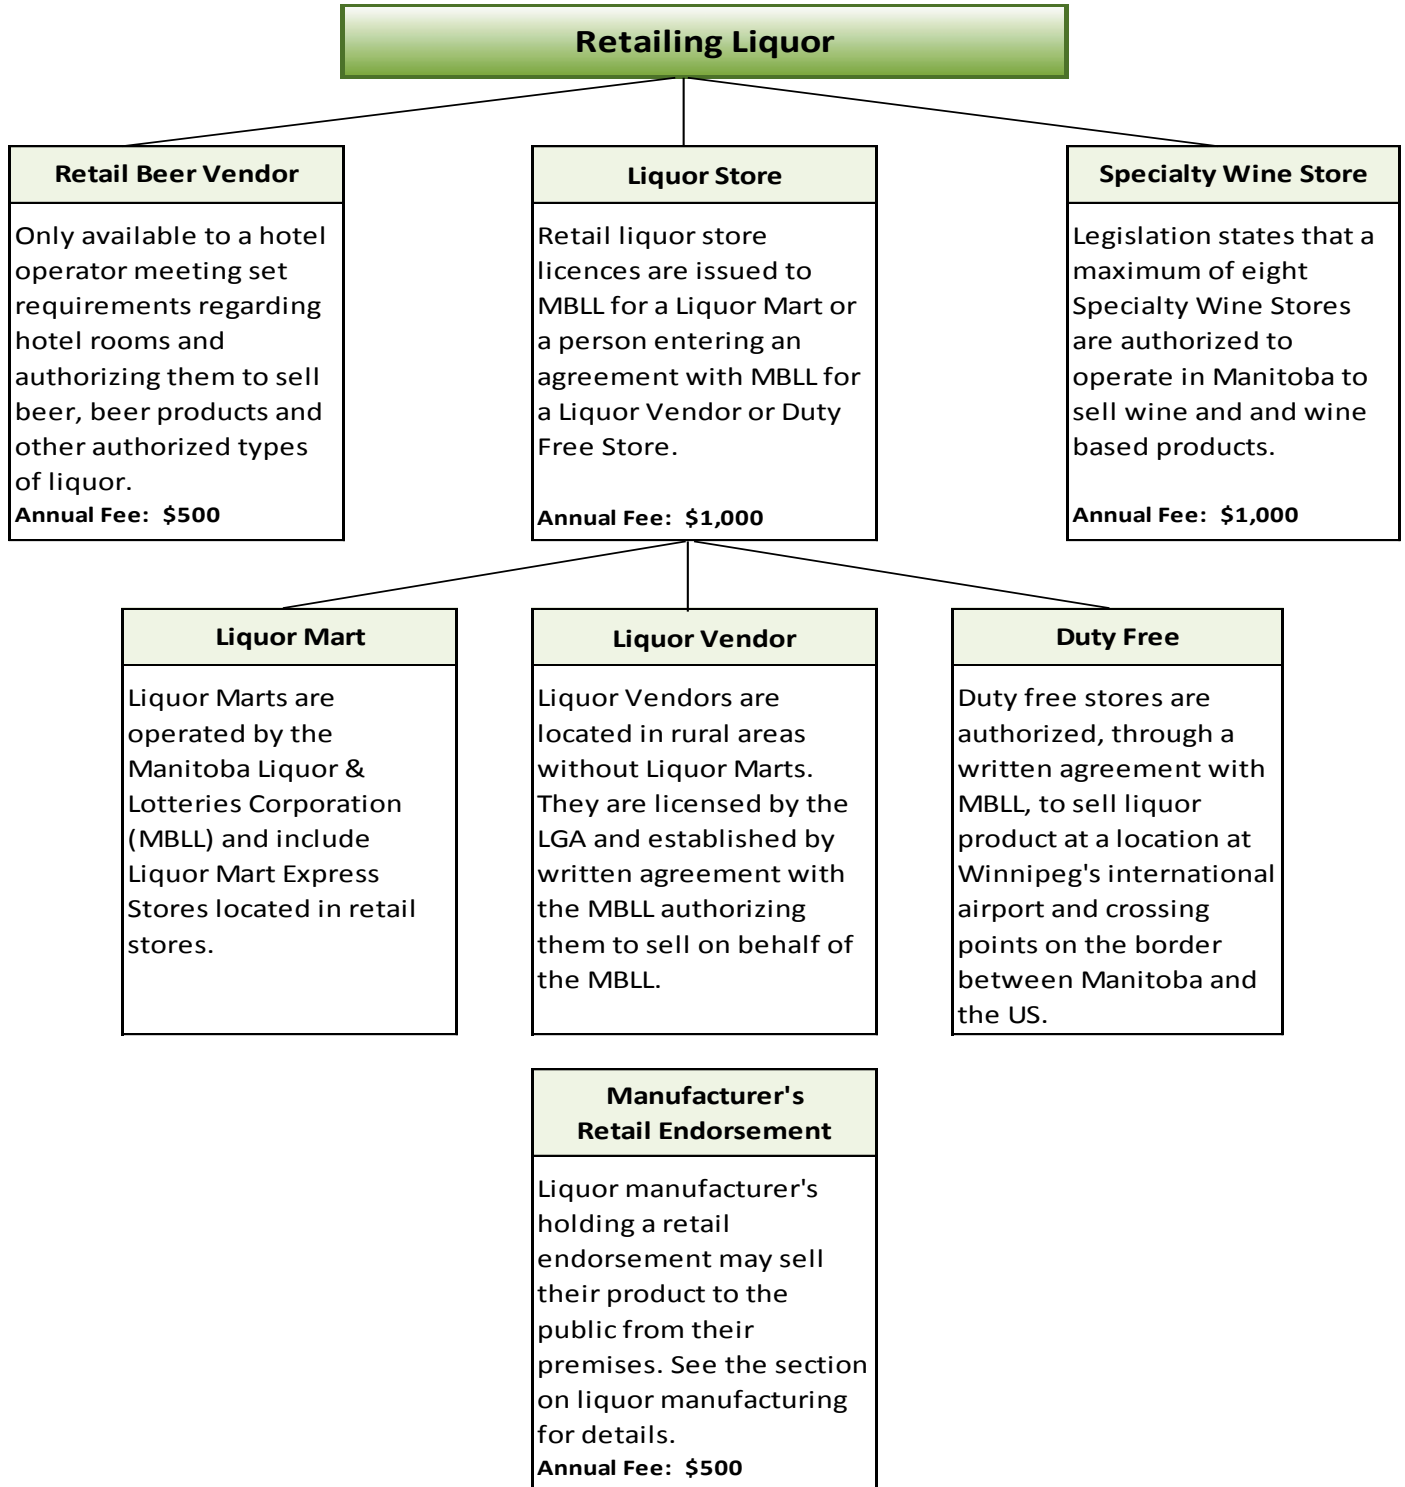 Retailing Liquor
Retail Beer Vendor
Only available to a hotel
operator meeting set
requirements regarding
hotel rooms and
authorizing them to sell
beer, beer products and
other authorized types
of liquor.
Annual Fee: $500
Liquor Store
Retail liquor store
licences are issued to
MBLL for a Liquor Mart or
a person entering an
agreement with MBLL for
a Liquor Vendor or Duty
Free Store.
Annual Fee: $1,000
Specialty Wine Store
Legislation states that a
maximum of eight
Specialty Wine Stores
are authorized to
operate in Manitoba to
sell wine and and wine
based products.
Annual Fee: $1,000
Liquor Mart
Liquor Marts are
operated by the
Manitoba Liquor &
Lotteries Corporation
(MBLL) and include
Liquor Mart Express
Stores located in retail
stores.
Liquor Vendor
Liquor Vendors are
located in rural areas
without Liquor Marts.
They are licensed by the
LGA and established by
written agreement with
the MBLL authorizing
them to sell on behalf of
the MBLL.
Duty Free
Duty free stores are
authorized, through a
written agreement with
MBLL, to sell liquor
product at a location at
Winnipeg's international
airport and crossing
points on the border
between Manitoba and
the US.
Manufacturer's
Retail Endorsement
Liquor manufacturer's
holding a retail
endorsement may sell
their product to the
public from their
premises. See the section
on liquor manufacturing
for details.
Annual Fee: $500